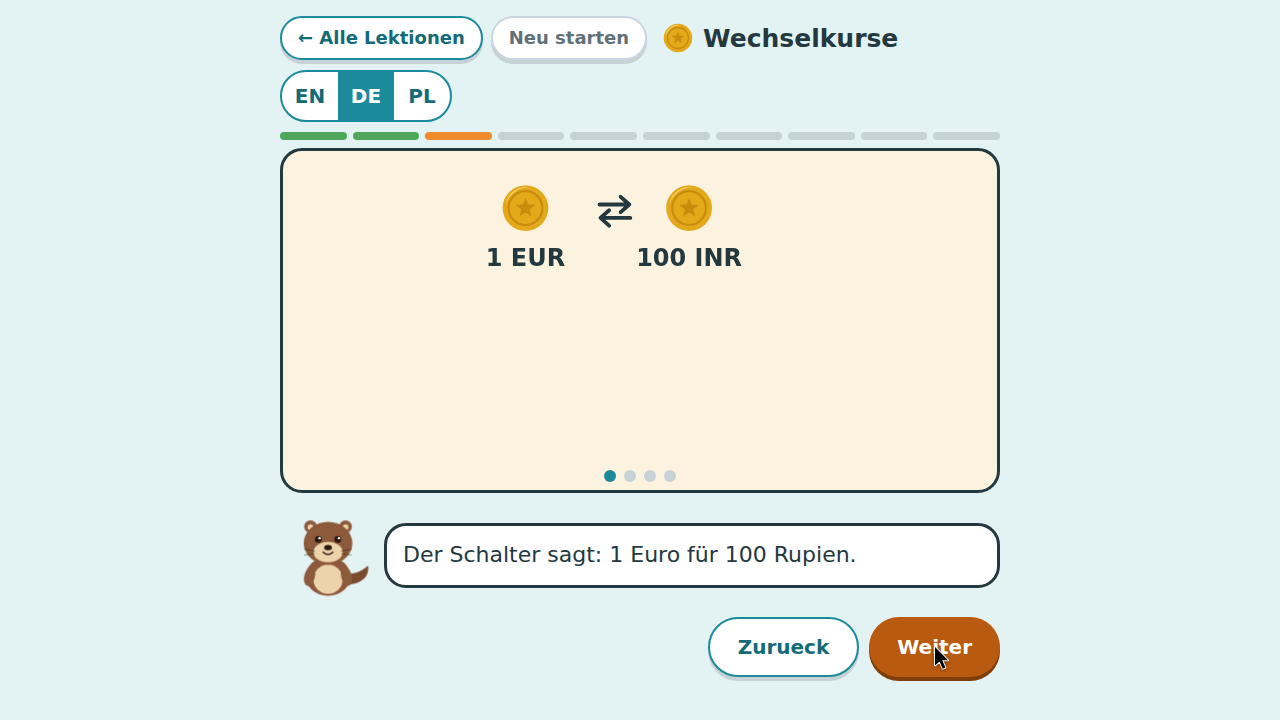 ← Alle Lektionen
Neu starten
Wechselkurse
EN DE PL
1 EUR
100 INR
Der Schalter sagt: 1 Euro für 100 Rupien.
Zurueck
Weiter